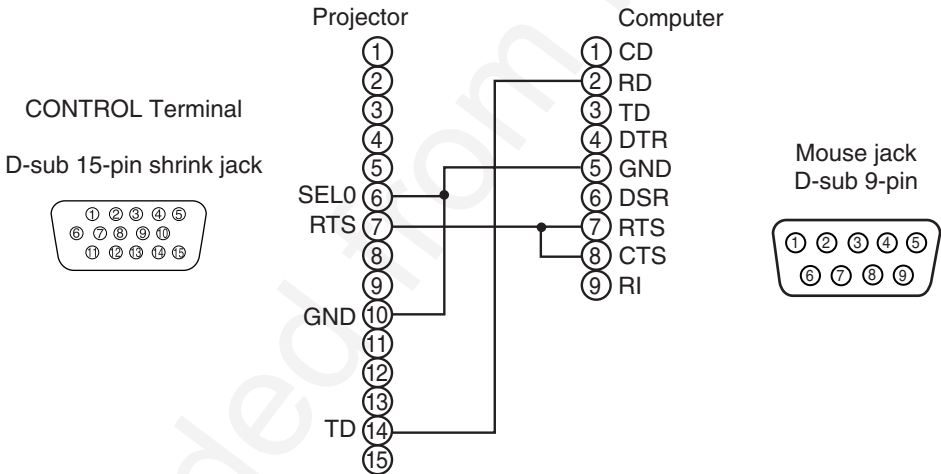 Projector
Computer
CONTROL Terminal
D-sub 15-pin shrink jack
① ② ③ ④ ⑤
⑥ ⑦ ⑧ ⑨ ⑩
⑪ ⑫ ⑬ ⑭ ⑮
①
②
③
④
⑤
SEL0 ⑥
RTS ⑦
⑧
⑨
GND ⑩
⑪
⑫
⑬
TD ⑭
⑮
① CD
② RD
③ TD
④ DTR
⑤ GND
⑥ DSR
⑦ RTS
⑧ CTS
⑨ RI
Mouse jack
D-sub 9-pin
① ② ③ ④ ⑤
⑥ ⑦ ⑧ ⑨
ded from